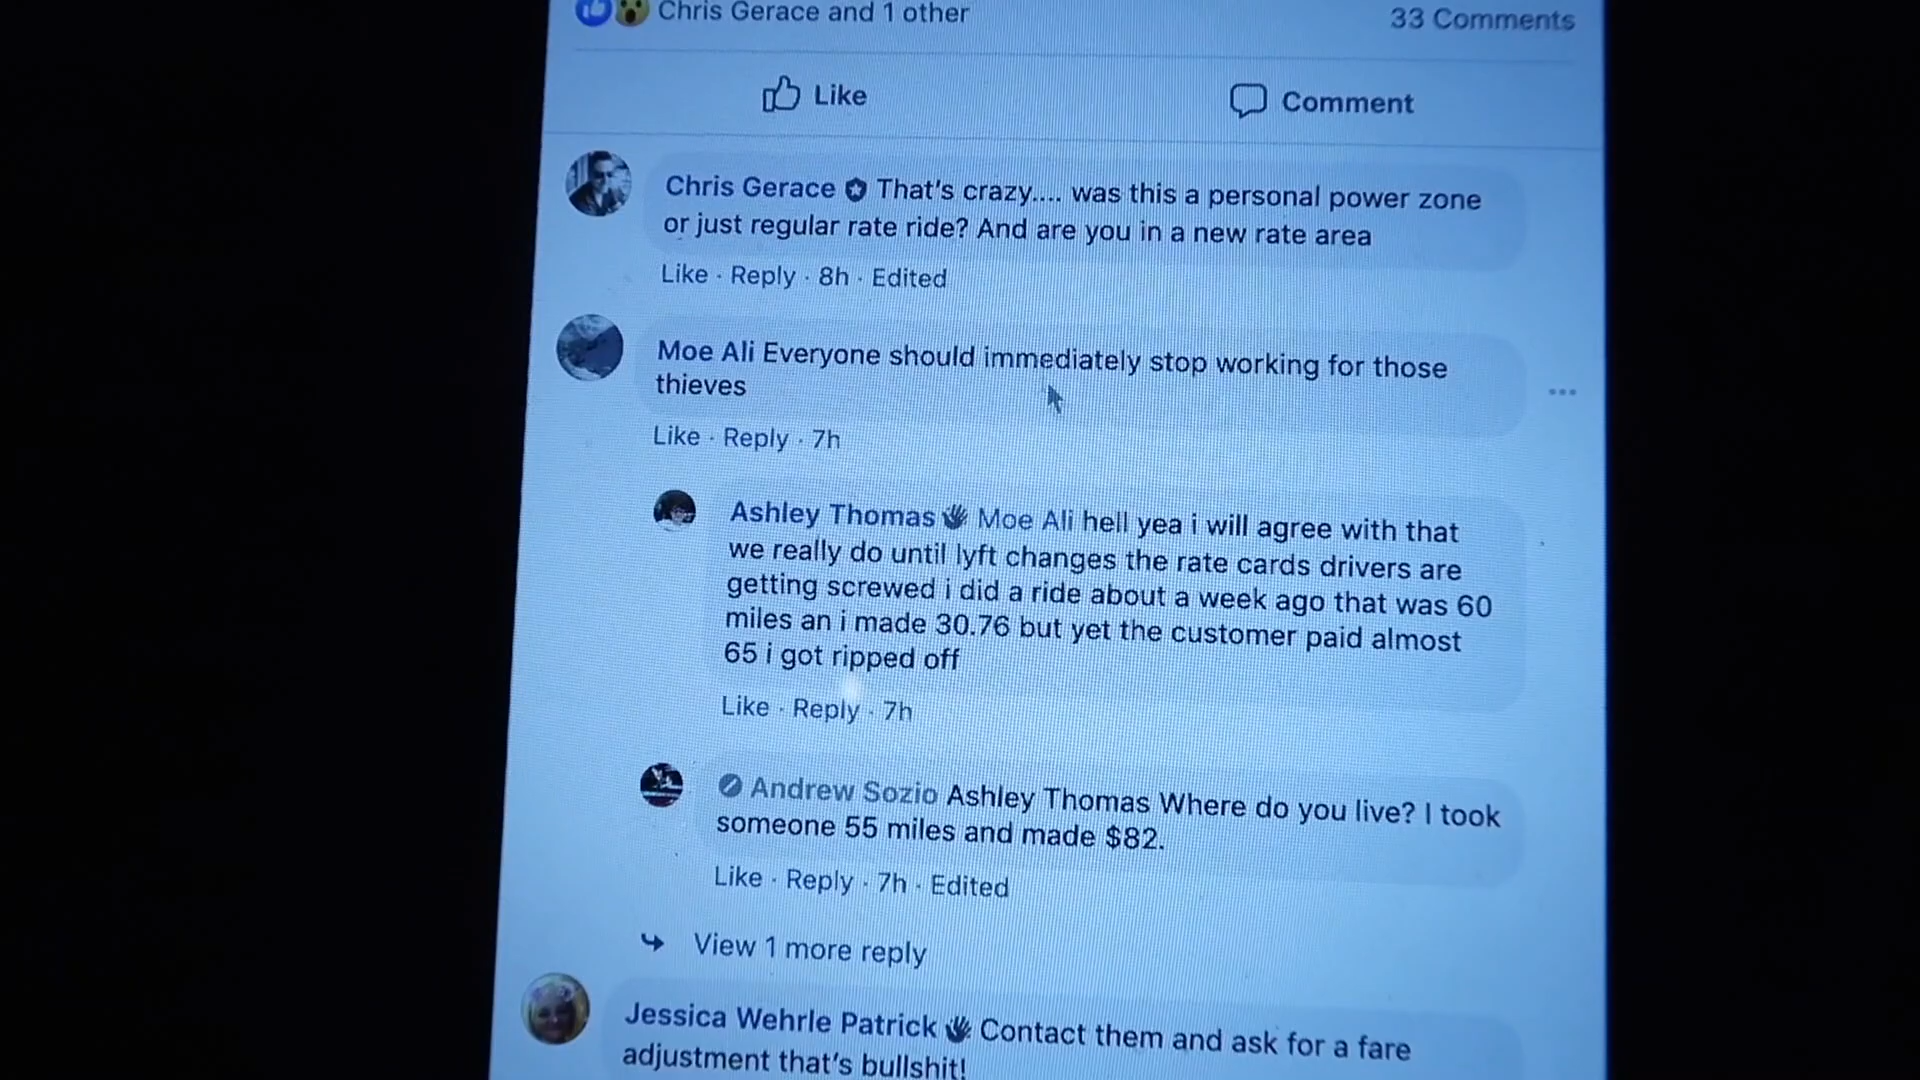 Chris Gerace and 1 other
33 Comments
Like
Comment
Chris Gerace That's crazy.... was this a personal power zone
or just regular rate ride? And are you in a new rate area
Like · Reply · 8h · Edited
Moe Ali Everyone should immediately stop working for those
thieves
Like · Reply · 7h
Ashley Thomas Moe Ali hell yea i will agree with that
we really do until lyft changes the rate cards drivers are
getting screwed i did a ride about a week ago that was 60
miles an i made 30.76 but yet the customer paid almost
65 i got ripped off
Like · Reply · 7h
Andrew Sozio Ashley Thomas Where do you live? I took
someone 55 miles and made $82.
Like · Reply · 7h · Edited
View 1 more reply
Jessica Wehrle Patrick Contact them and ask for a fare
adjustment that's bullshit!